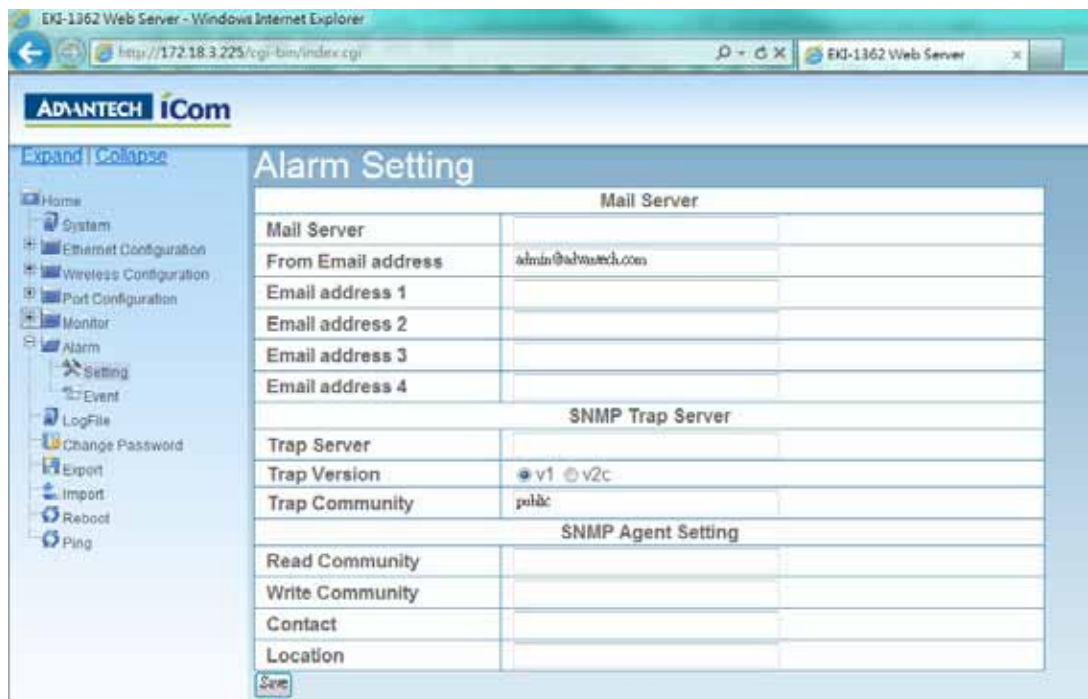 EKI-1362 Web Server - Windows Internet Explorer
http://172.18.3.225/cgi-bin/index.cgi
EKI-1362 Web Server
ADVANTECH iCom
Expand | Collapse
Home
System
Ethernet Configuration
Wireless Configuration
Port Configuration
Monitor
Alarm
Setting
Event
LogFile
Change Password
Export
Import
Reboot
Ping
Alarm Setting
Mail Server
Mail Server
From Email address admin@advantech.com
Email address 1
Email address 2
Email address 3
Email address 4
SNMP Trap Server
Trap Server
Trap Version v1 v2c
Trap Community public
SNMP Agent Setting
Read Community
Write Community
Contact
Location
Save